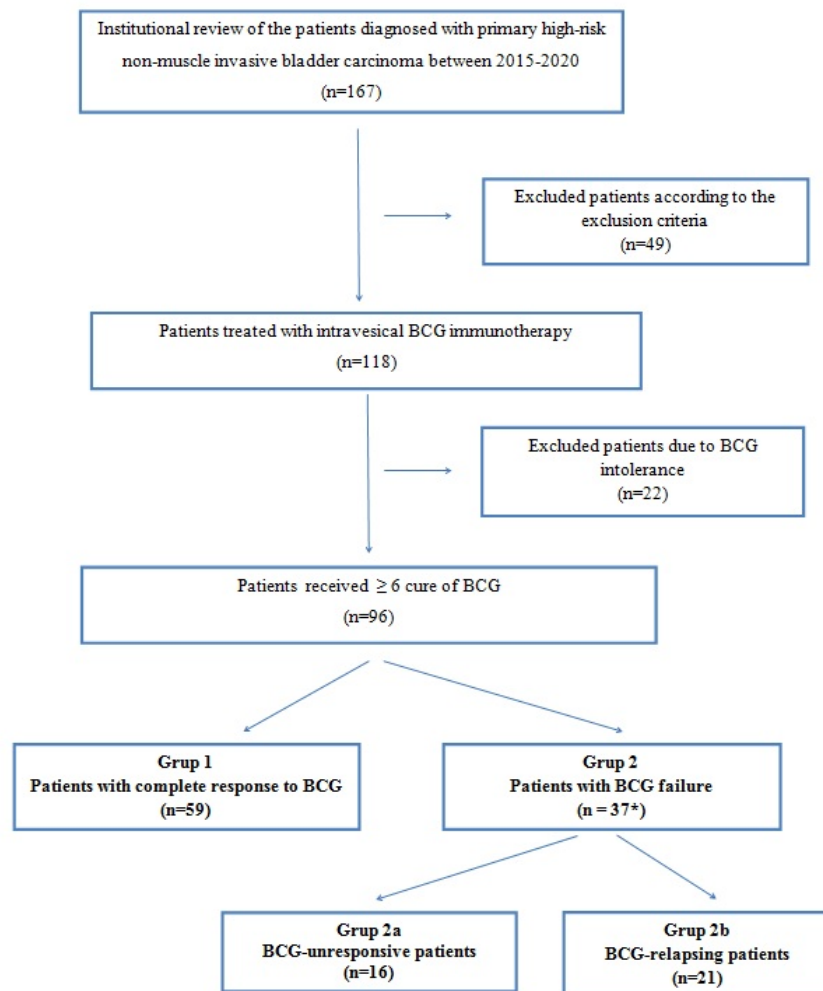 Institutional review of the patients diagnosed with primary high-risk
non-muscle invasive bladder carcinoma between 2015-2020
(n=167)
Excluded patients according to the
exclusion criteria
(n=49)
Patients treated with intravesical BCG immunotherapy
(n=118)
Excluded patients due to BCG
intolerance
(n=22)
Patients received ≥ 6 cure of BCG
(n=96)
Grup 1
Patients with complete response to BCG
(n=59)
Grup 2
Patients with BCG failure
(n = 37*)
Grup 2a
BCG-unresponsive patients
(n=16)
Grup 2b
BCG-relapsing patients
(n=21)